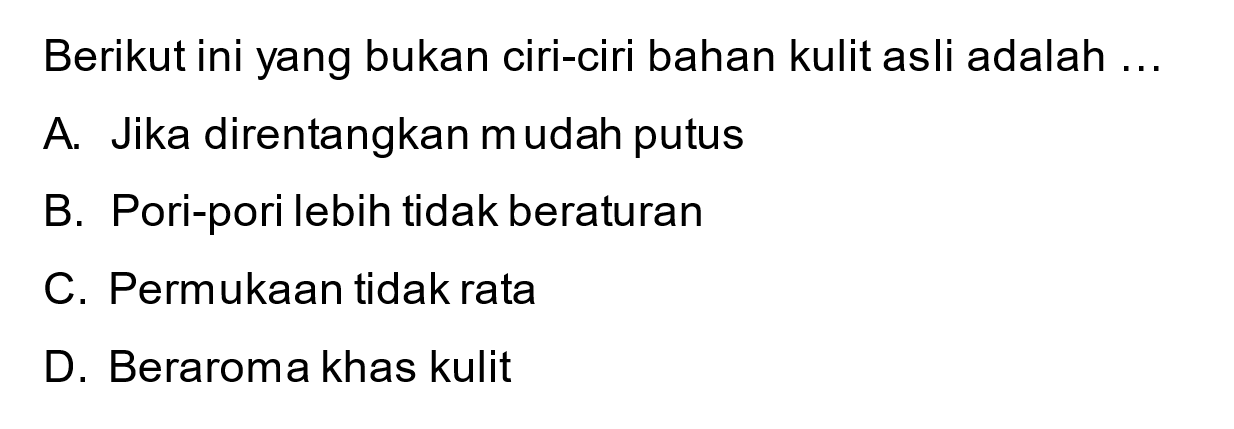 Berikut ini yang bukan ciri-ciri bahan kulit asli adalah ...
A. Jika direntangkan mudah putus
B. Pori-pori lebih tidak beraturan
C. Permukaan tidak rata
D. Beraroma khas kulit